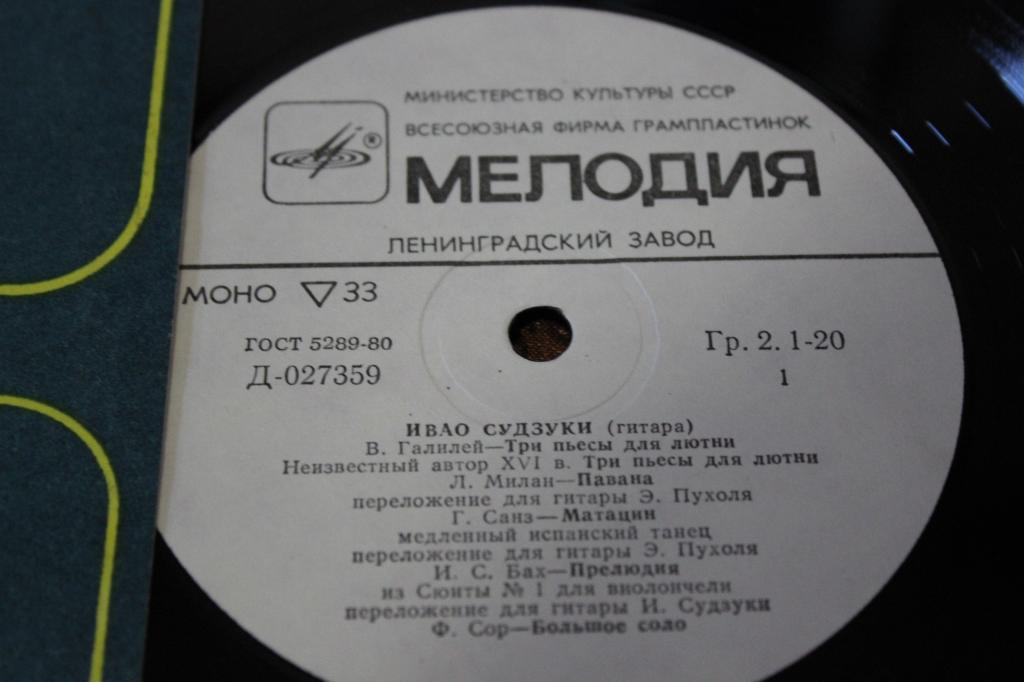 МИНИСТЕРСТВО КУЛЬТУРЫ СССР
ВСЕСОЮЗНАЯ ФИРМА ГРАМПЛАСТИНОК
®
МЕЛОДИЯ
ЛЕНИНГРАДСКИЙ ЗАВОД
МОНО ▽ 33
ГОСТ 5289-80
Гр. 2. 1-20
Д-027359
1
ИВАО СУДЗУКИ (гитара)
В. Галилей—Три пьесы для лютни
Неизвестный автор XVI в. Три пьесы для лютни
Л. Милан—Павана
переложение для гитары Э. Пухоля
Г. Санз—Матацин
медленный испанский танец
переложение для гитары Э. Пухоля
И. С. Бах—Прелюдия
из Сюиты № 1 для виолончели
переложение для гитары И. Судзуки
Ф. Сор—Большое соло